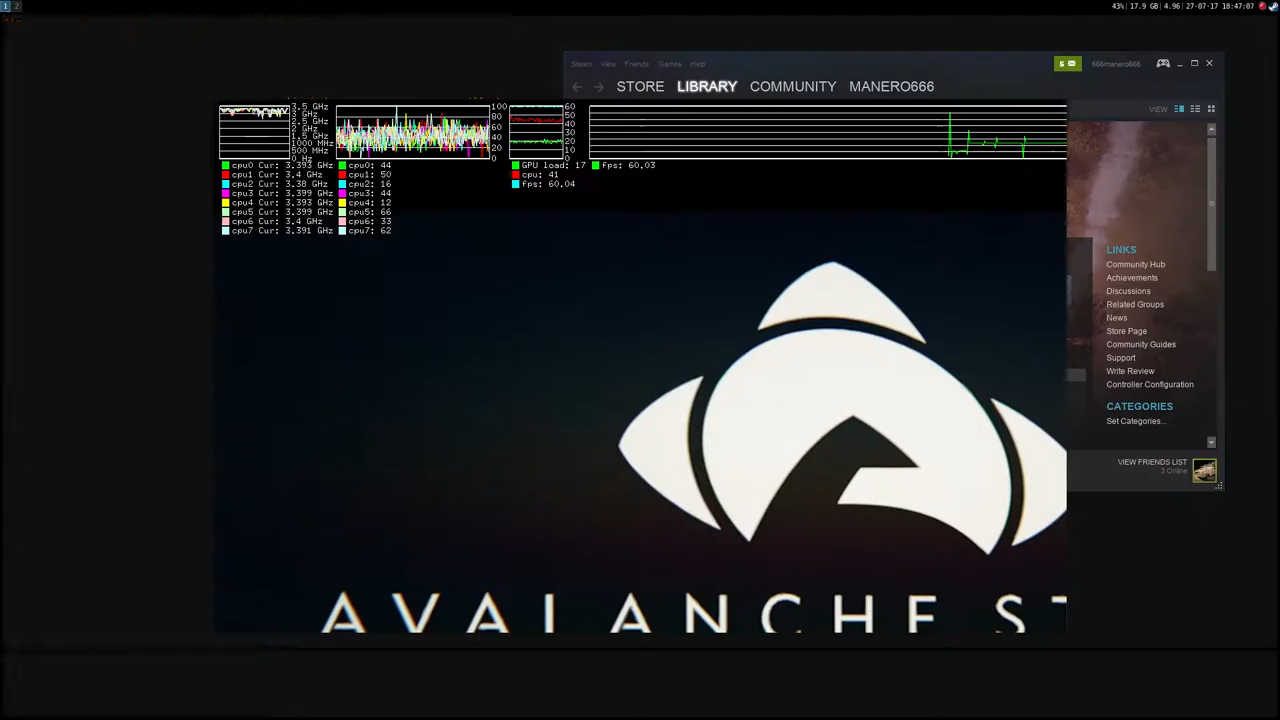 1 2
43% | 17.9 GB | 4.96 | 27-07-17 18:47:07
Steam View Friends Games Help
5
666manero666
STORE LIBRARY COMMUNITY MANERO666
VIEW
3.5 GHz
3 GHz
2.5 GHz
2 GHz
1.5 GHz
1000 MHz
500 MHz
0 Hz
100
80
60
40
20
0
60
50
40
30
20
10
0
cpu0 Cur: 3.393 GHz
cpu1 Cur: 3.4 GHz
cpu2 Cur: 3.38 GHz
cpu3 Cur: 3.399 GHz
cpu4 Cur: 3.393 GHz
cpu5 Cur: 3.399 GHz
cpu6 Cur: 3.4 GHz
cpu7 Cur: 3.391 GHz
cpu0: 44
cpu1: 50
cpu2: 16
cpu3: 44
cpu4: 12
cpu5: 66
cpu6: 33
cpu7: 62
GPU load: 17
cpu: 41
fps: 60.04
fps: 60.03
LINKS
Community Hub
Achievements
Discussions
Related Groups
News
Store Page
Community Guides
Support
Write Review
Controller Configuration
CATEGORIES
Set Categories...
VIEW FRIENDS LIST
3 Online
AVALANCHE ST